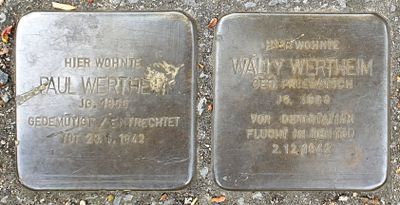 HIER WOHNTE
PAUL WERTHEIM
JG.
GEDEMÜTIGT / ENTRECHTET
TOT 23.1.1942
HIER WOHNTE
WALLY WERTHEIM
GEB.
JG.
VOR DEPORTATION
FLUCHT IN DEN TOD
2.12.1942